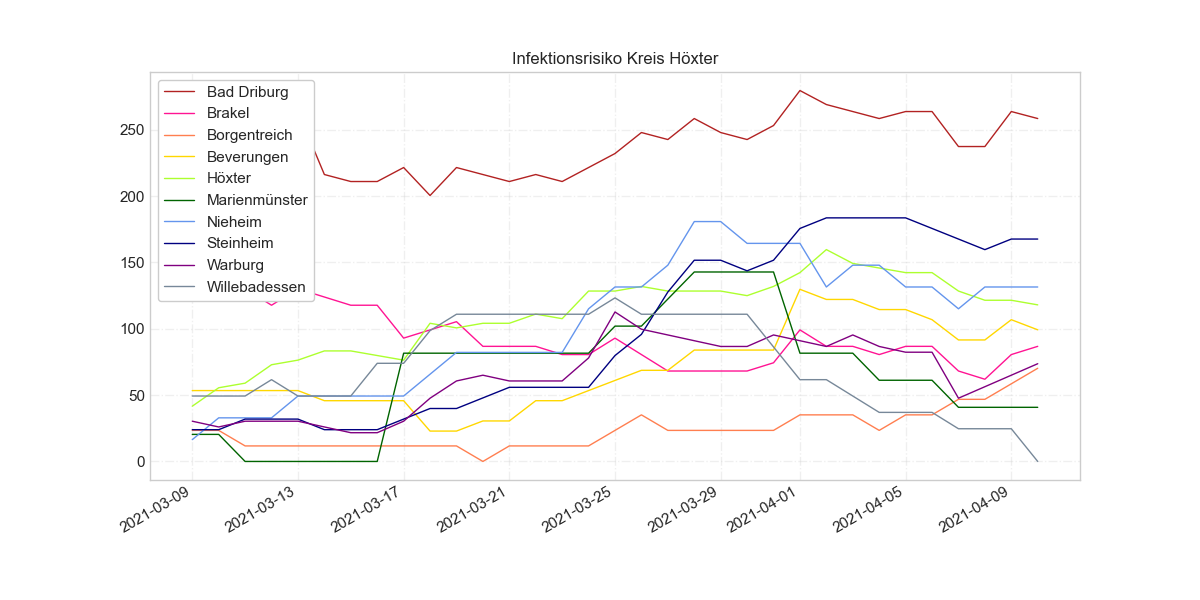 Infektionsrisiko Kreis Höxter
Bad Driburg
Brakel
Borgentreich
Beverungen
Höxter
Marienmünster
Nieheim
Steinheim
Warburg
Willebadessen
250
200
150
100
50
0
2021-03-09
2021-03-13
2021-03-17
2021-03-21
2021-03-25
2021-03-29
2021-04-01
2021-04-05
2021-04-09